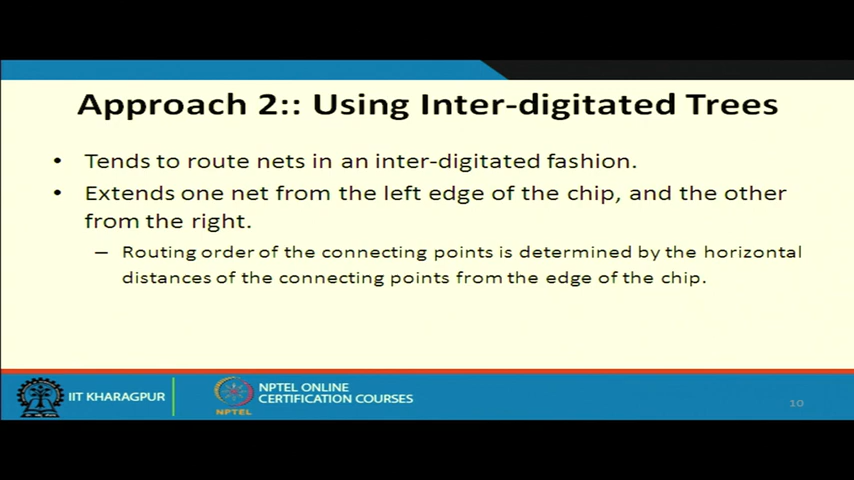 Approach 2:: Using Inter-digitated Trees
• Tends to route nets in an inter-digitated fashion.
• Extends one net from the left edge of the chip, and the other
from the right.
– Routing order of the connecting points is determined by the horizontal
distances of the connecting points from the edge of the chip.
IIT KHARAGPUR
NPTEL
NPTEL ONLINE
CERTIFICATION COURSES
10